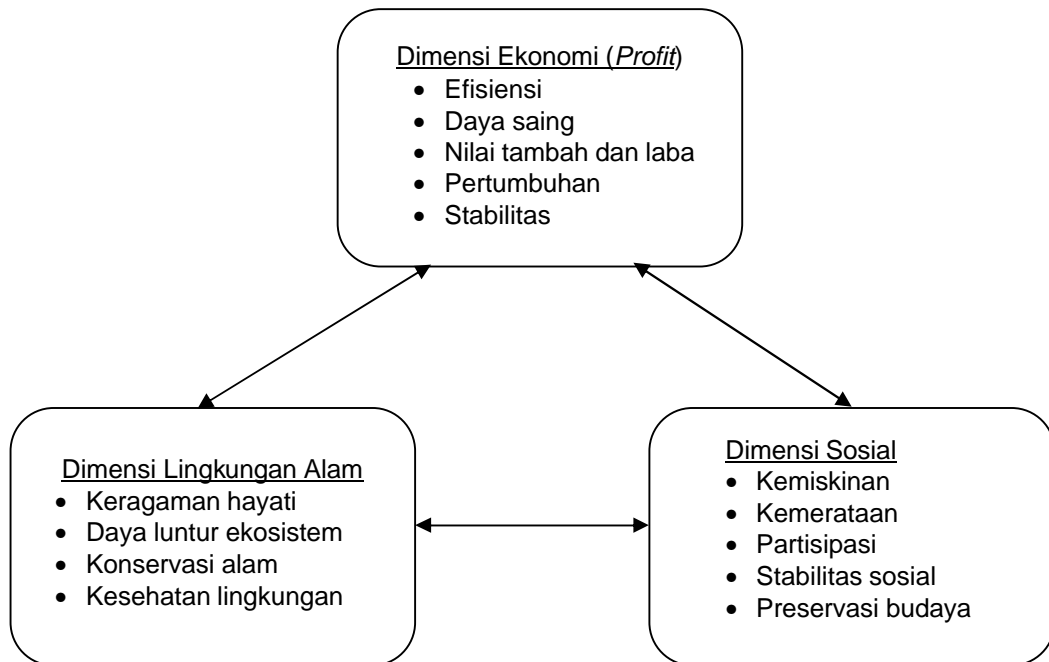 Dimensi Ekonomi (Profit)
• Efisiensi
• Daya saing
• Nilai tambah dan laba
• Pertumbuhan
• Stabilitas
Dimensi Lingkungan Alam
• Keragaman hayati
• Daya luntur ekosistem
• Konservasi alam
• Kesehatan lingkungan
Dimensi Sosial
• Kemiskinan
• Kemerataan
• Partisipasi
• Stabilitas sosial
• Preservasi budaya